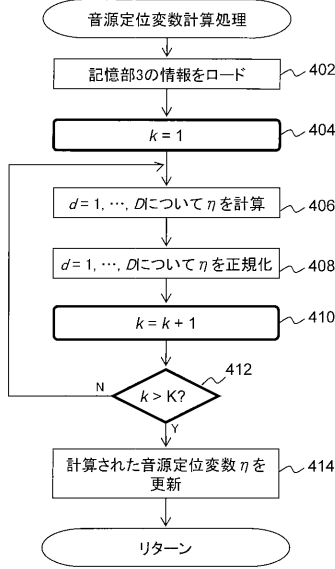 音源定位変数計算処理
記憶部3の情報をロード
402
k = 1
404
d = 1, …, Dについて η を計算
406
d = 1, …, Dについて η を正規化
408
k = k + 1
410
412
N
k > K?
Y
計算された音源定位変数 η を
更新
414
リターン